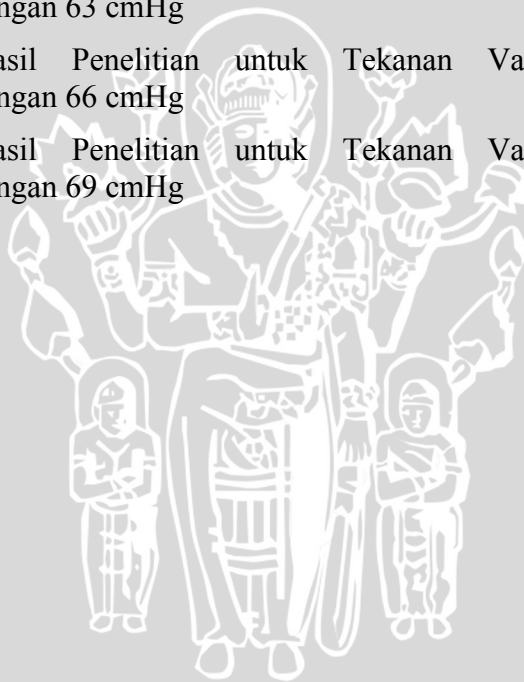 ngan 63 cmHg
asil Penelitian untuk Tekanan Va
ngan 66 cmHg
asil Penelitian untuk Tekanan Va
ngan 69 cmHg